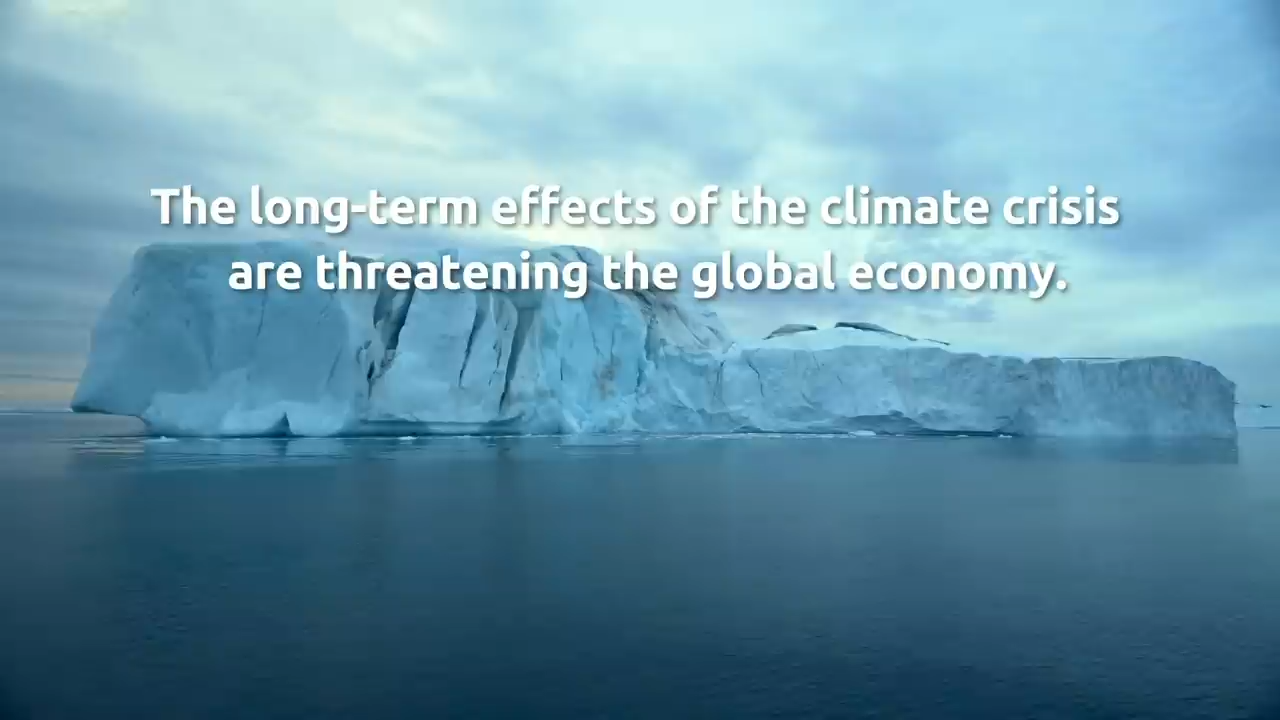 The long-term effects of the climate crisis
are threatening the global economy.